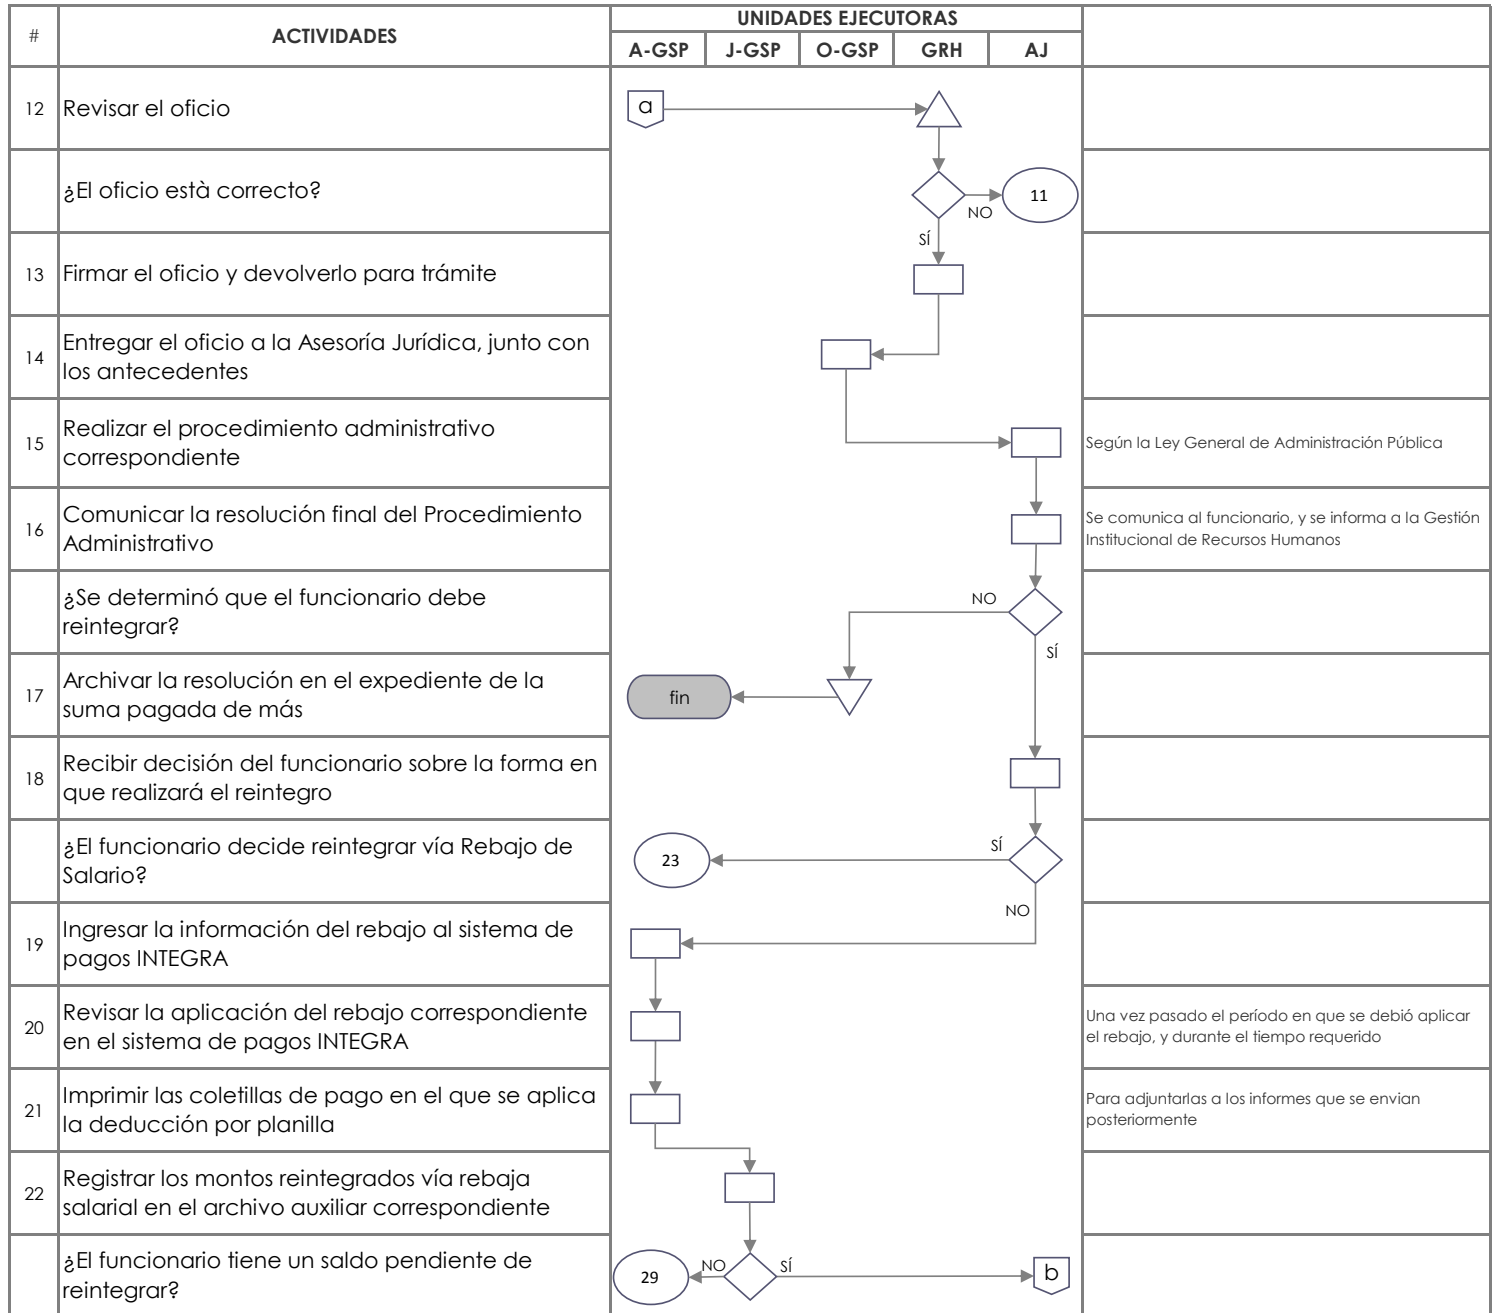 #
ACTIVIDADES
UNIDADES EJECUTORAS
A-GSP
J-GSP
O-GSP
GRH
AJ
12
Revisar el oficio
a
¿El oficio està correcto?
NO
11
SÍ
13
Firmar el oficio y devolverlo para trámite
14
Entregar el oficio a la Asesoría Jurídica, junto con
los antecedentes
15
Realizar el procedimiento administrativo
correspondiente
Según la Ley General de Administración Pública
16
Comunicar la resolución final del Procedimiento
Administrativo
Se comunica al funcionario, y se informa a la Gestión
Institucional de Recursos Humanos
¿Se determinó que el funcionario debe
reintegrar?
NO
SÍ
17
Archivar la resolución en el expediente de la
suma pagada de más
fin
18
Recibir decisión del funcionario sobre la forma en
que realizará el reintegro
¿El funcionario decide reintegrar vía Rebajo de
Salario?
23
SÍ
NO
19
Ingresar la información del rebajo al sistema de
pagos INTEGRA
20
Revisar la aplicación del rebajo correspondiente
en el sistema de pagos INTEGRA
Una vez pasado el período en que se debió aplicar
el rebajo, y durante el tiempo requerido
21
Imprimir las coletillas de pago en el que se aplica
la deducción por planilla
Para adjuntarlas a los informes que se envian
posteriormente
22
Registrar los montos reintegrados vía rebaja
salarial en el archivo auxiliar correspondiente
¿El funcionario tiene un saldo pendiente de
reintegrar?
29
NO
SÍ
b